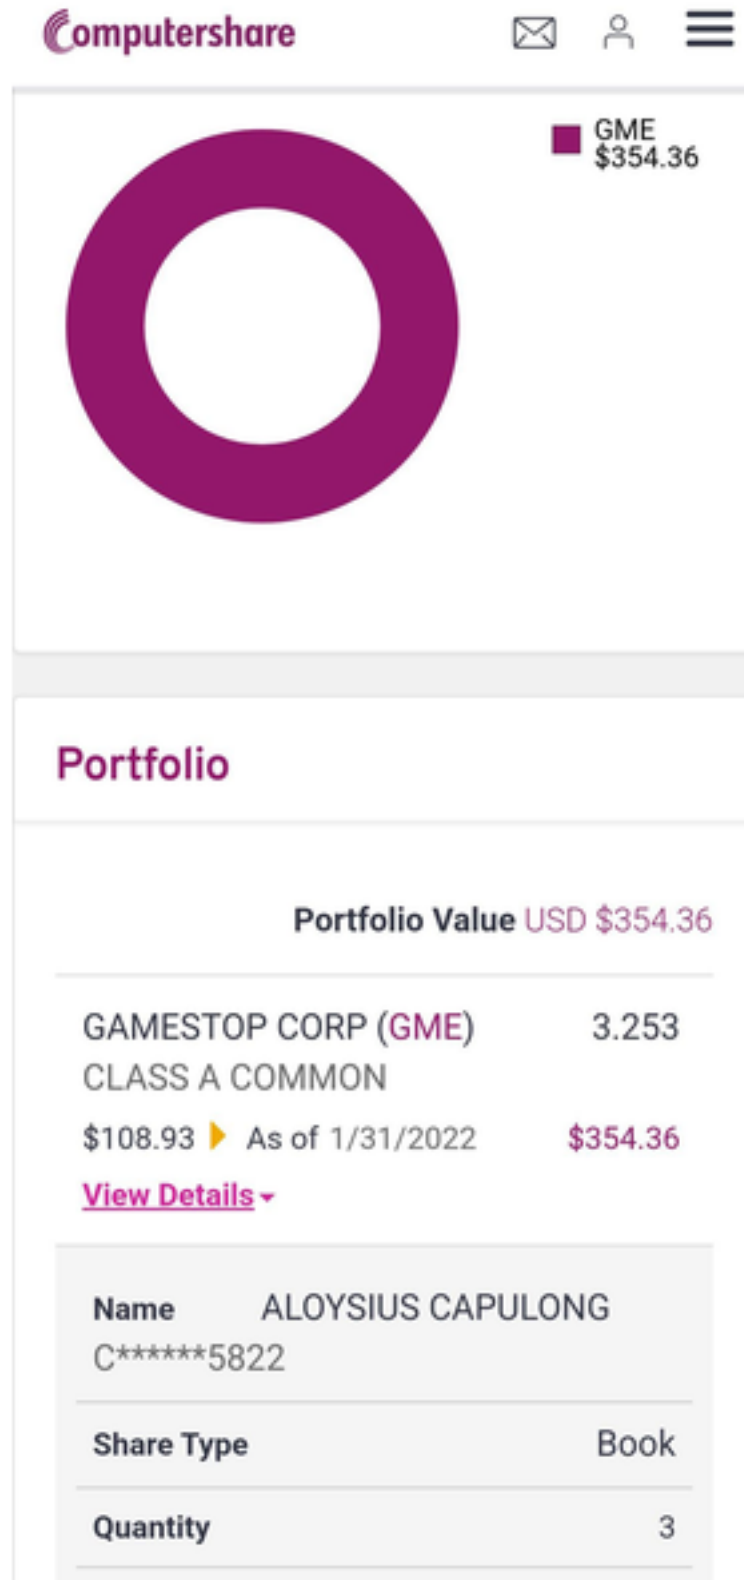 Computershare
GME
$354.36
Portfolio
Portfolio Value USD $354.36
GAMESTOP CORP (GME) 3.253
CLASS A COMMON
$108.93 As of 1/31/2022 $354.36
View Details
Name ALOYSIUS CAPULONG
C******5822
Share Type Book
Quantity 3